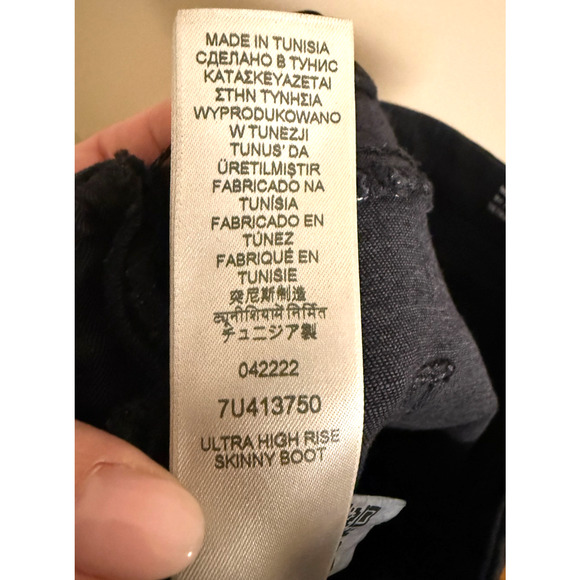 MADE IN TUNISIA
СДЕЛАНО В ТУНИС
ΚΑΤΑΣΚΕΥΑΖΕΤΑΙ
ΣΤΗΝ ΤΥΝΗΣΙΑ
WYPRODUKOWANO
W TUNEZJI
TUNUS' DA
ÜRETILMIŞTIR
FABRICADO NA
TUNÍSIA
FABRICADO EN
TÚNEZ
FABRIQUÉ EN
TUNISIE
突尼斯制造
ट्यूनीशियामें निर्मित
チュニジア製
042222
7U413750
ULTRA HIGH RISE
SKINNY BOOT